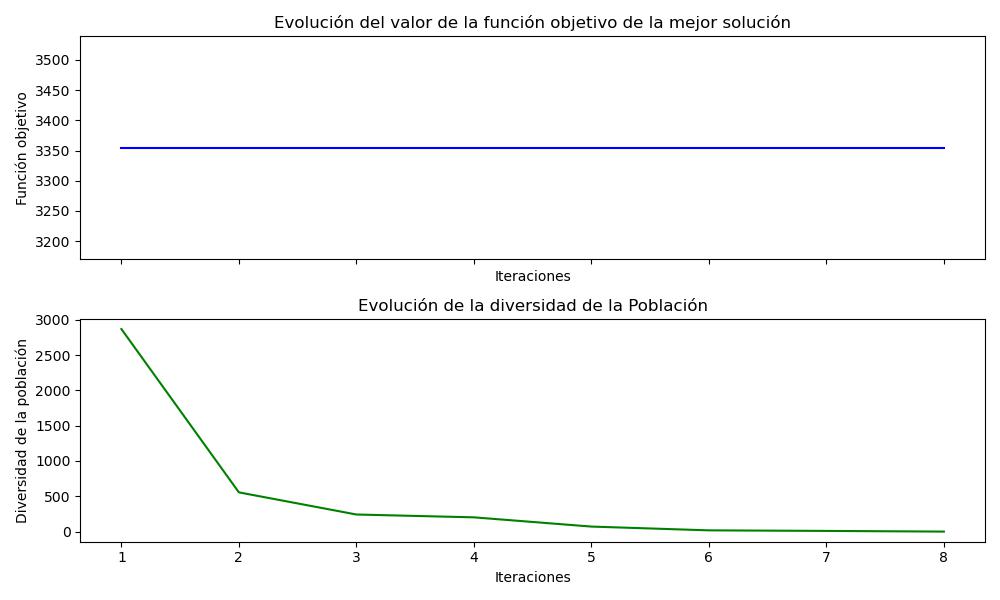 Evolución del valor de la función objetivo de la mejor solución
Función objetivo
3500
3450
3400
3350
3300
3250
3200
Iteraciones
Evolución de la diversidad de la Población
Diversidad de la población
3000
2500
2000
1500
1000
500
0
1 2 3 4 5 6 7 8
Iteraciones